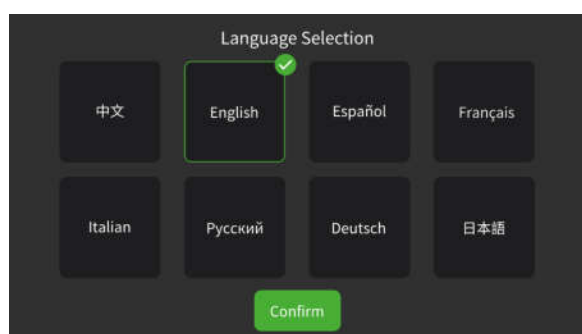 Language Selection
中文
English
Español
Français
Italian
Русский
Deutsch
日本語
Confirm